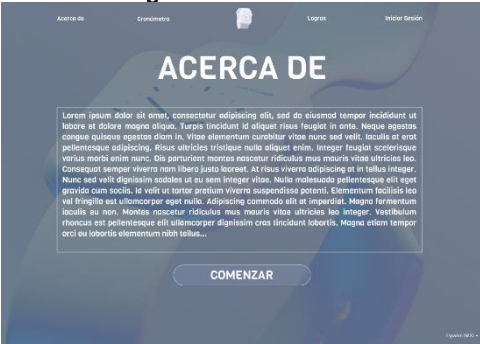 Acerca de Cronómetro Logros Iniciar Sesión
ACERCA DE
Lorem ipsum dolor sit amet, consectetur adipiscing elit, sed do eiusmod tempor incididunt ut
labore et dolore magna aliqua. Turpis tincidunt id aliquet risus feugiat in ante. Neque egestas
congue quisque egestas diam in. Vitae elementum curabitur vitae nunc sed velit. Iaculis at erat
pellentesque adipiscing. Risus ultricies tristique nulla aliquet enim. Integer feugiat scelerisque
varius morbi enim nunc. Dis parturient montes nascetur ridiculus mus mauris vitae ultricies leo.
Consequat semper viverra nam libero justo laoreet. At risus viverra adipiscing at in tellus integer.
Nunc sed velit dignissim sodales ut eu sem integer vitae. Nulla malesuada pellentesque elit eget
gravida cum sociis. Id velit ut tortor pretium viverra suspendisse potenti. Elementum facilisis leo
vel fringilla est ullamcorper eget nulla. Adipiscing commodo elit at imperdiet. Magna fermentum
iaculis eu non. Montes nascetur ridiculus mus mauris vitae ultricies leo integer. Vestibulum
rhoncus est pellentesque elit ullamcorper dignissim cras tincidunt lobortis. Magna etiam tempor
orci eu lobortis elementum nibh tellus...
COMENZAR